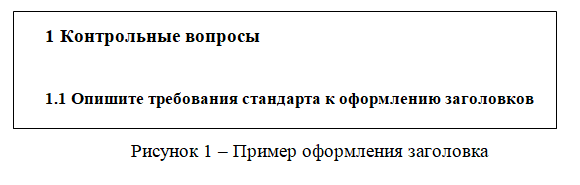 1 Контрольные вопросы
1.1 Опишите требования стандарта к оформлению заголовков
Рисунок 1 – Пример оформления заголовка